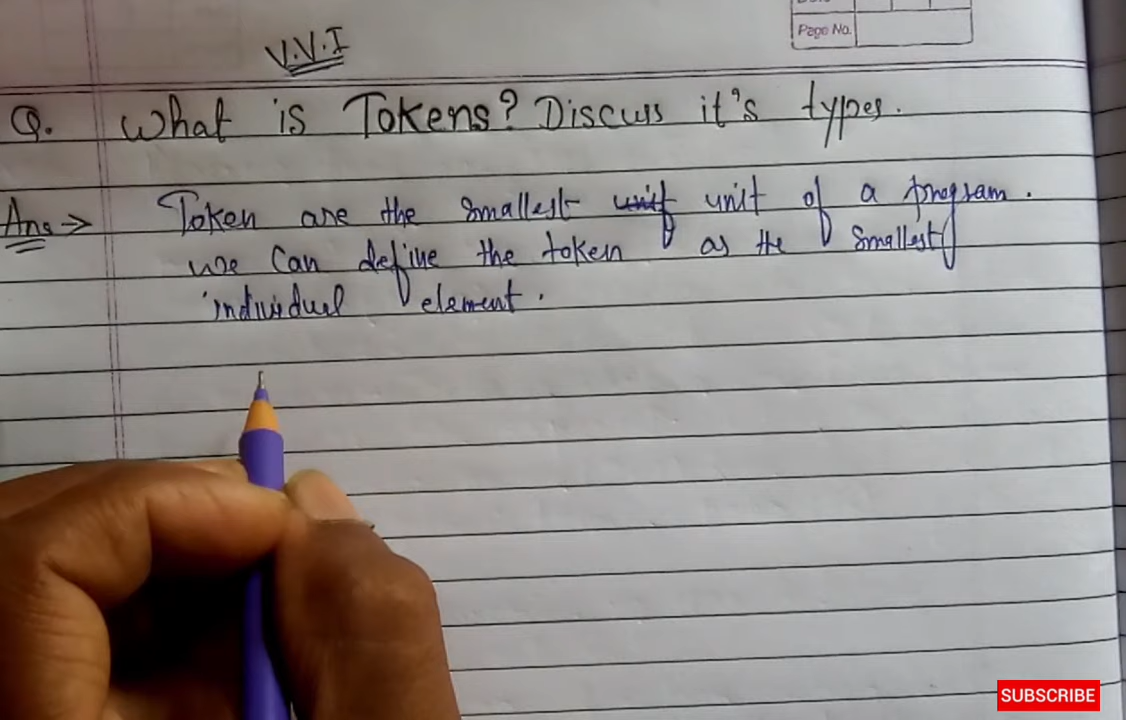 Page No.
V.V.I
Q. What is Tokens? Discuss it's types.
Ans → Token are the smallest unit unit of a program.
we can define the token as the smallest
individual element.
SUBSCRIBE